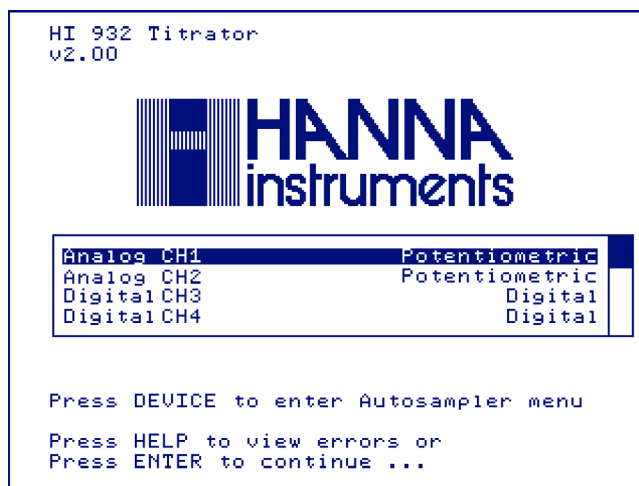 HI 932 Titrator
v2.00
HANNA
instruments
Analog CH1 Potentiometric
Analog CH2 Potentiometric
Digital CH3 Digital
Digital CH4 Digital
Press DEVICE to enter Autosampler menu
Press HELP to view errors or
Press ENTER to continue ...